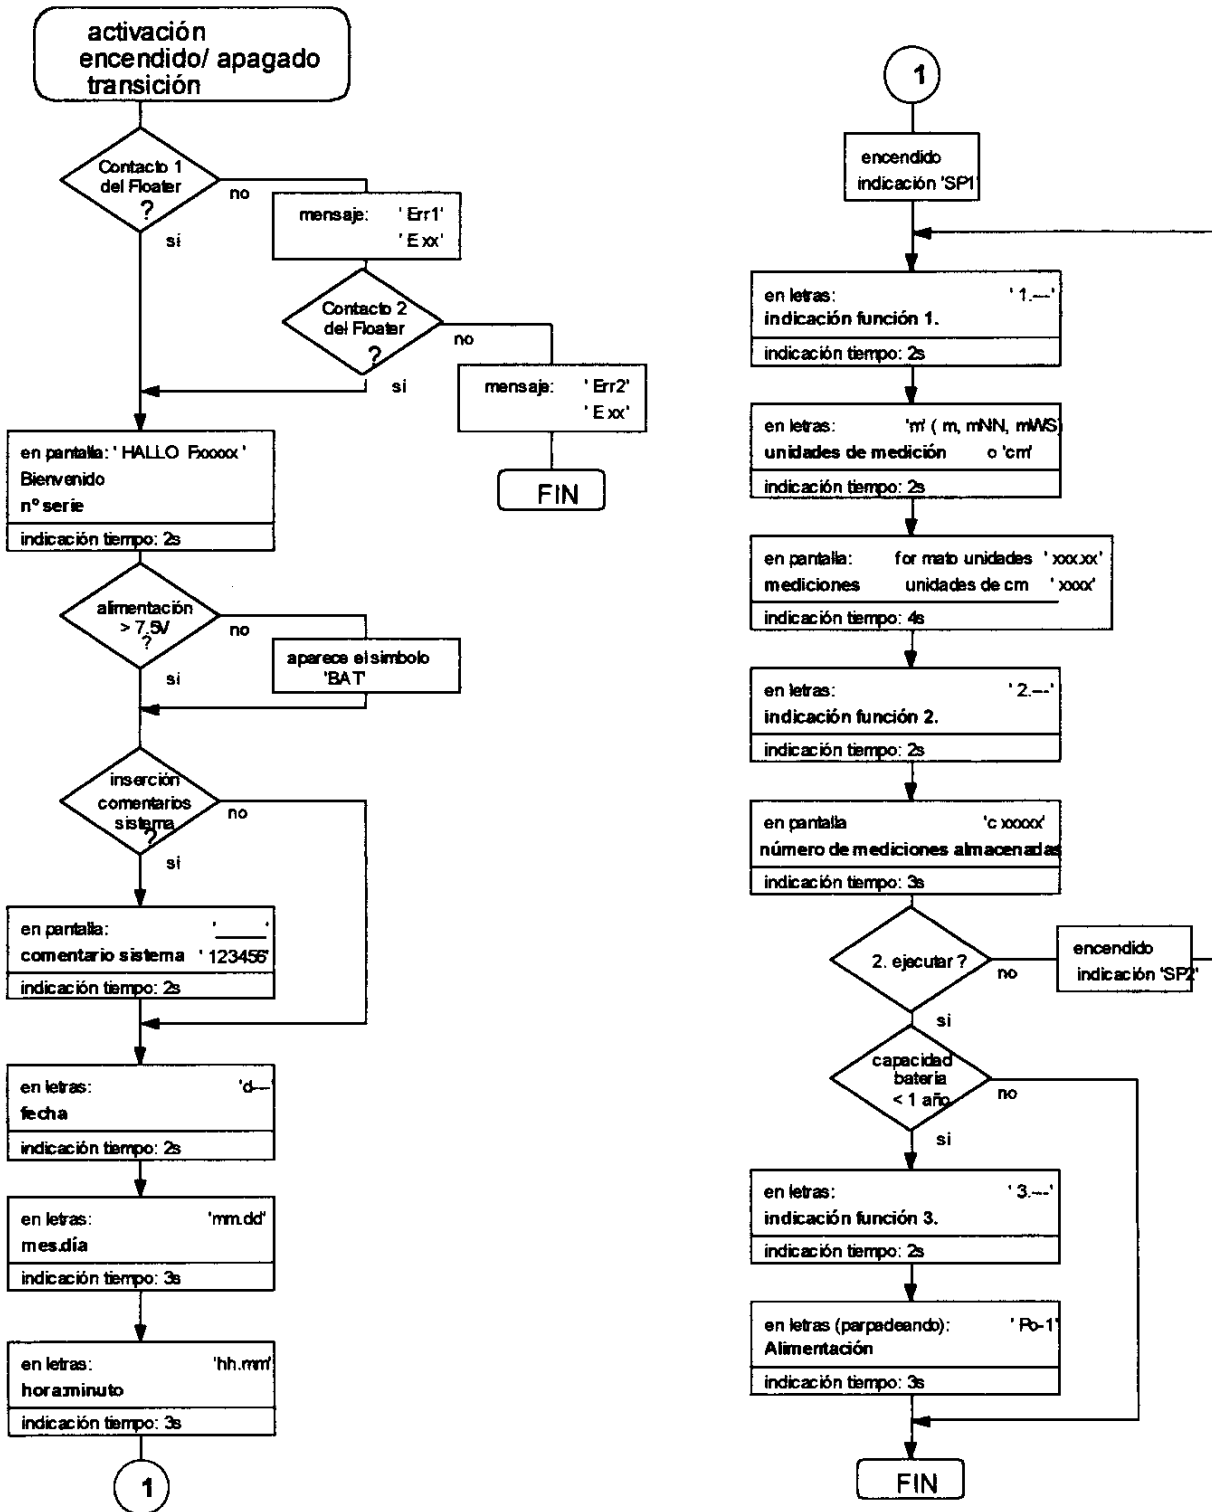 activación
encendido/ apagado
transición
Contacto 1
del Floater
?
no
sí
mensaje: ' Err1'
' E xx'
Contacto 2
del Floater
?
no
sí
mensaje: ' Err2'
' E xx'
FIN
en pantalla: ' HALLO Fxxxxx '
Bienvenido
nº serie
indicación tiempo: 2s
alimentación
> 7.5V
?
no
sí
aparece el simbolo
'BAT'
inserción
comentarios
sistema
?
no
sí
en pantalla: '_____'
comentario sistema ' 123456'
indicación tiempo: 2s
en letras: 'd---'
fecha
indicación tiempo: 2s
en letras: 'mm.dd'
mes.día
indicación tiempo: 3s
en letras: 'hh.mm'
hora:minuto
indicación tiempo: 3s
1
1
encendido
indicación 'SP1'
en letras: ' 1.---'
indicación función 1.
indicación tiempo: 2s
en letras: 'm' ( m, mNN, mWS)
unidades de medición o 'cm'
indicación tiempo: 2s
en pantalla: for mato unidades ' xxx.xx'
mediciones unidades de cm ' xxxx'
indicación tiempo: 4s
en letras: ' 2.---'
indicación función 2.
indicación tiempo: 2s
en pantalla 'c xxxxx'
número de mediciones almacenadas
indicación tiempo: 3s
2. ejecutar ?
no
sí
encendido
indicación 'SP2'
capacidad
bateria
< 1 año
no
sí
en letras: ' 3.---'
indicación función 3.
indicación tiempo: 2s
en letras (parpadeando): ' Po-1'
Alimentación
indicación tiempo: 3s
FIN